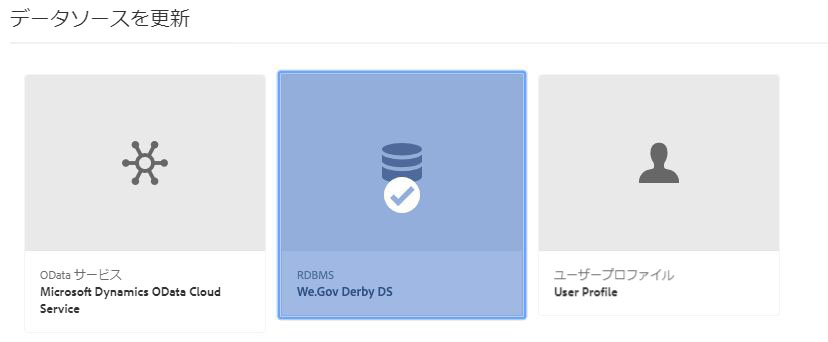 データソースを更新
OData サービス
Microsoft Dynamics OData Cloud
Service
RDBMS
We.Gov Derby DS
ユーザープロファイル
User Profile